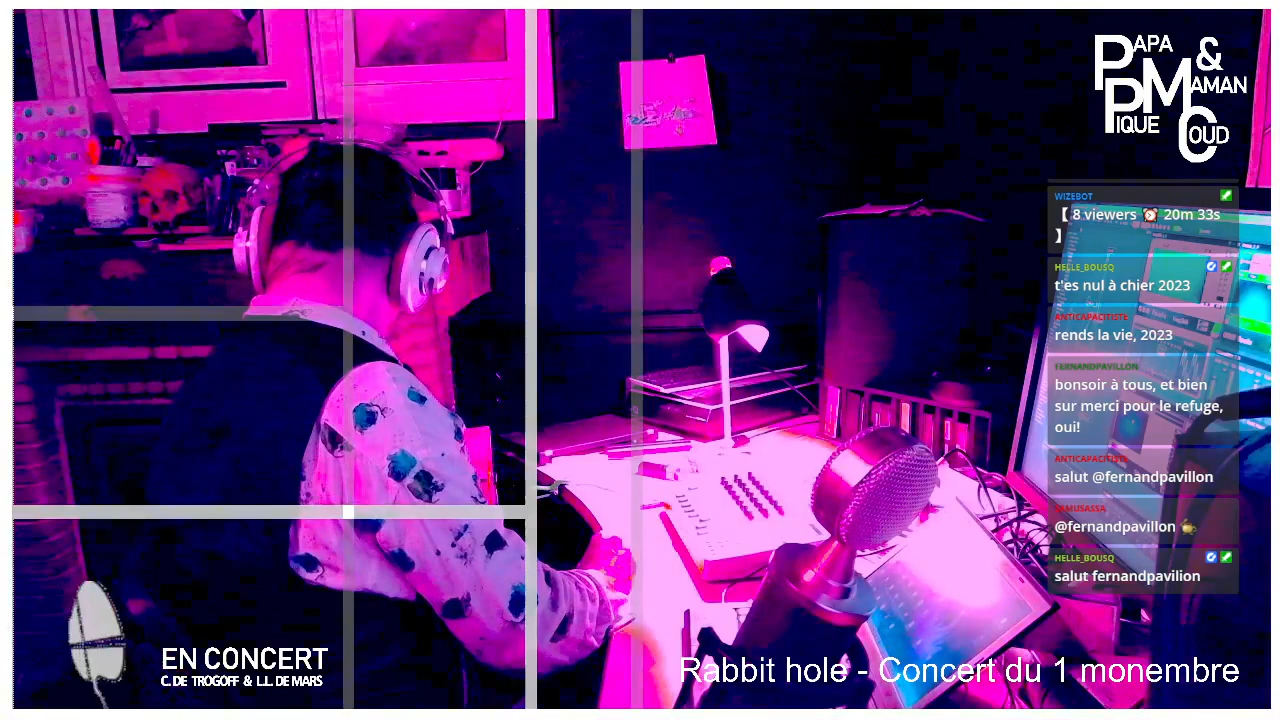 PAPA &
PMAMAN
PIQUE COUD
WIZEBOT
【 8 viewers ⏰ 20m 33s
】
HELLE_BOUSQ
t'es nul à chier 2023
ANTICAPACITISTE
rends la vie, 2023
FERNANDPAVILLON
bonsoir à tous, et bien
sur merci pour le refuge,
oui!
ANTICAPACITISTE
salut @fernandpavillon
@fernandpavillon
HELLE_BOUSQ
salut fernandpavilion
EN CONCERT
C. DE TROGOFF & L.L. DE MARS
Rabbit hole - Concert du 1 monembre